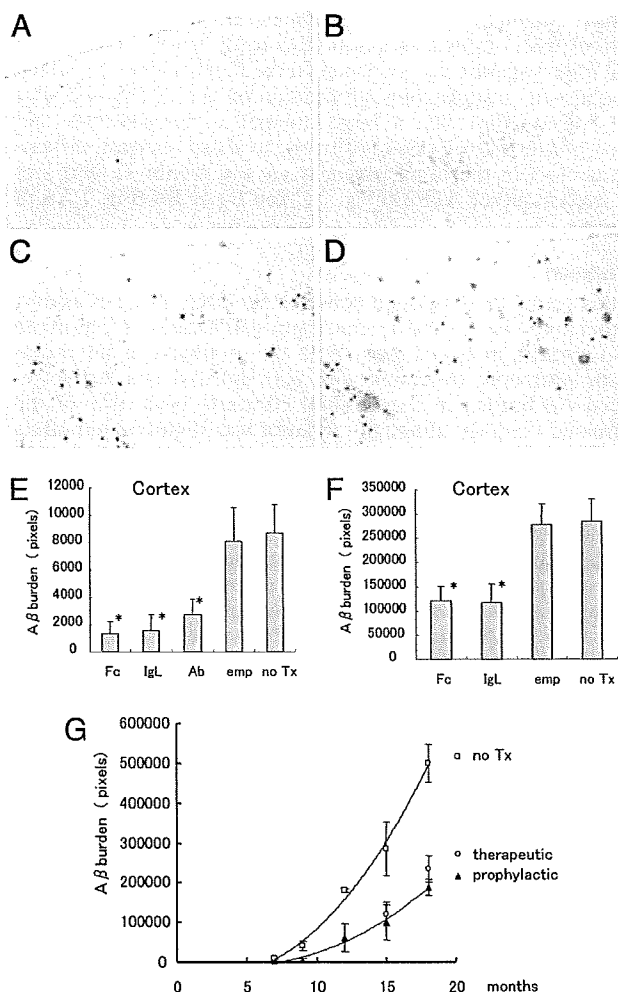 A
B
C
D
E
Cortex
Aβ burden ( pixels)
12000
10000
8000
6000
4000
2000
0
*
*
*
Fc
IgL
Ab
emp
no Tx
F
Cortex
Aβ burden ( pixels)
350000
300000
250000
200000
150000
100000
50000
0
*
*
Fc
IgL
emp
no Tx
G
Aβ burden ( pixels)
600000
500000
400000
300000
200000
100000
0
no Tx
therapeutic
prophylactic
0
5
10
15
20
months